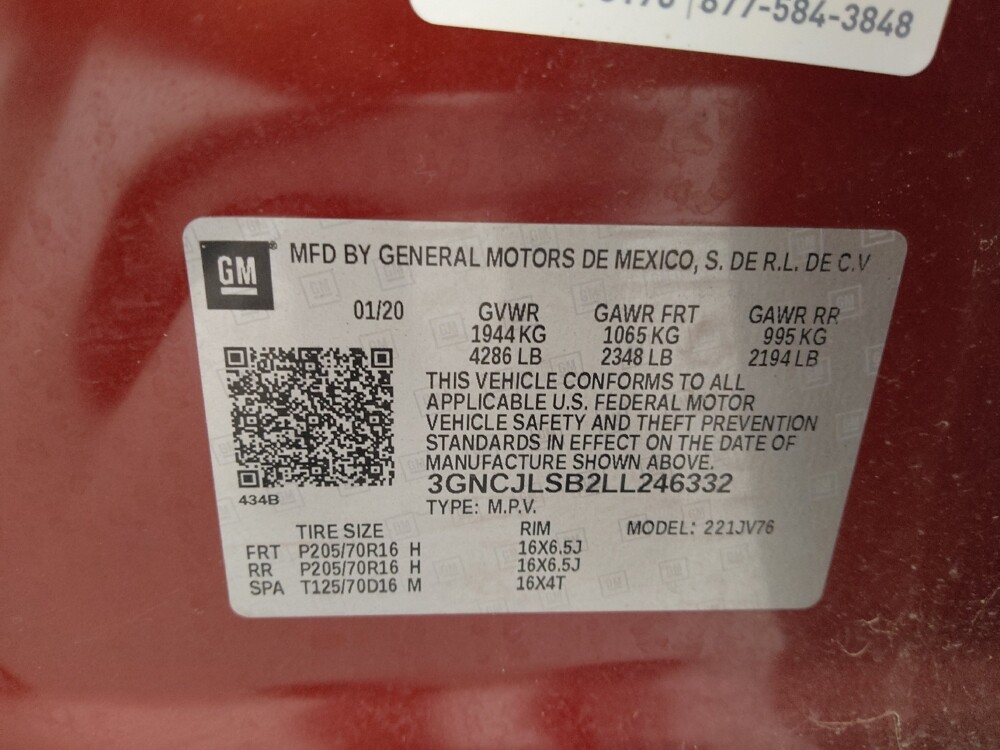 877-584-3848
GM
MFD BY GENERAL MOTORS DE MEXICO, S. DE R.L. DE C.V
01/20 GVWR GAWR FRT GAWR RR
1944 KG 1065 KG 995 KG
4286 LB 2348 LB 2194 LB
THIS VEHICLE CONFORMS TO ALL
APPLICABLE U.S. FEDERAL MOTOR
VEHICLE SAFETY AND THEFT PREVENTION
STANDARDS IN EFFECT ON THE DATE OF
MANUFACTURE SHOWN ABOVE.
3GNCJLSB2LL246332
434B
TYPE: M.P.V.
TIRE SIZE RIM MODEL: 221JV76
FRT P205/70R16 H 16X6.5J
RR P205/70R16 H 16X6.5J
SPA T125/70D16 M 16X4T